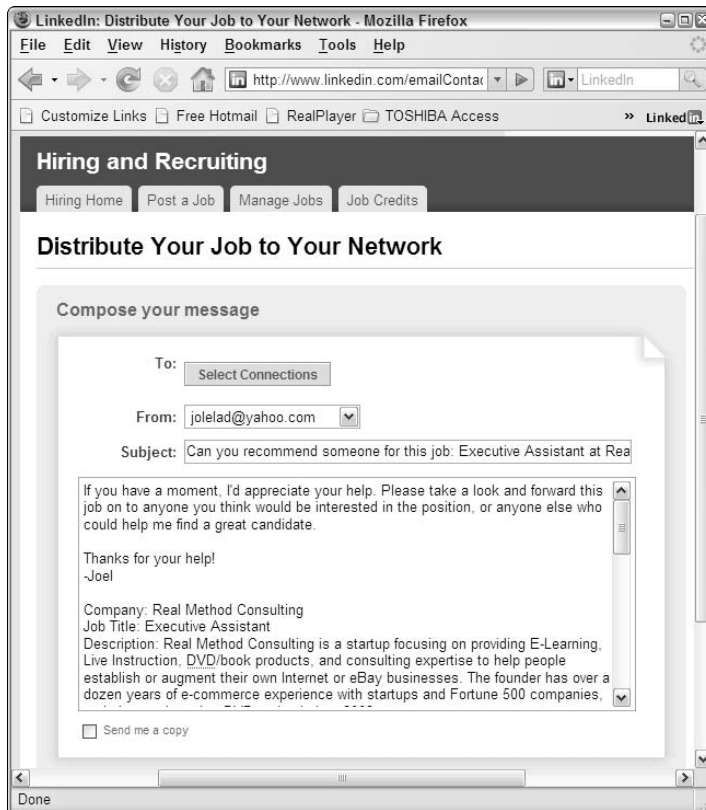 LinkedIn: Distribute Your Job to Your Network - Mozilla Firefox
File Edit View History Bookmarks Tools Help
in http://www.linkedin.com/emailContac in LinkedIn
Customize Links Free Hotmail RealPlayer TOSHIBA Access » Linked in
Hiring and Recruiting
Hiring Home Post a Job Manage Jobs Job Credits
Distribute Your Job to Your Network
Compose your message
To: Select Connections
From: jolelad@yahoo.com
Subject: Can you recommend someone for this job: Executive Assistant at Rea
If you have a moment, I'd appreciate your help. Please take a look and forward this
job on to anyone you think would be interested in the position, or anyone else who
could help me find a great candidate.
Thanks for your help!
-Joel
Company: Real Method Consulting
Job Title: Executive Assistant
Description: Real Method Consulting is a startup focusing on providing E-Learning,
Live Instruction, DVD/book products, and consulting expertise to help people
establish or augment their own Internet or eBay businesses. The founder has over a
dozen years of e-commerce experience with startups and Fortune 500 companies,
Send me a copy
Done